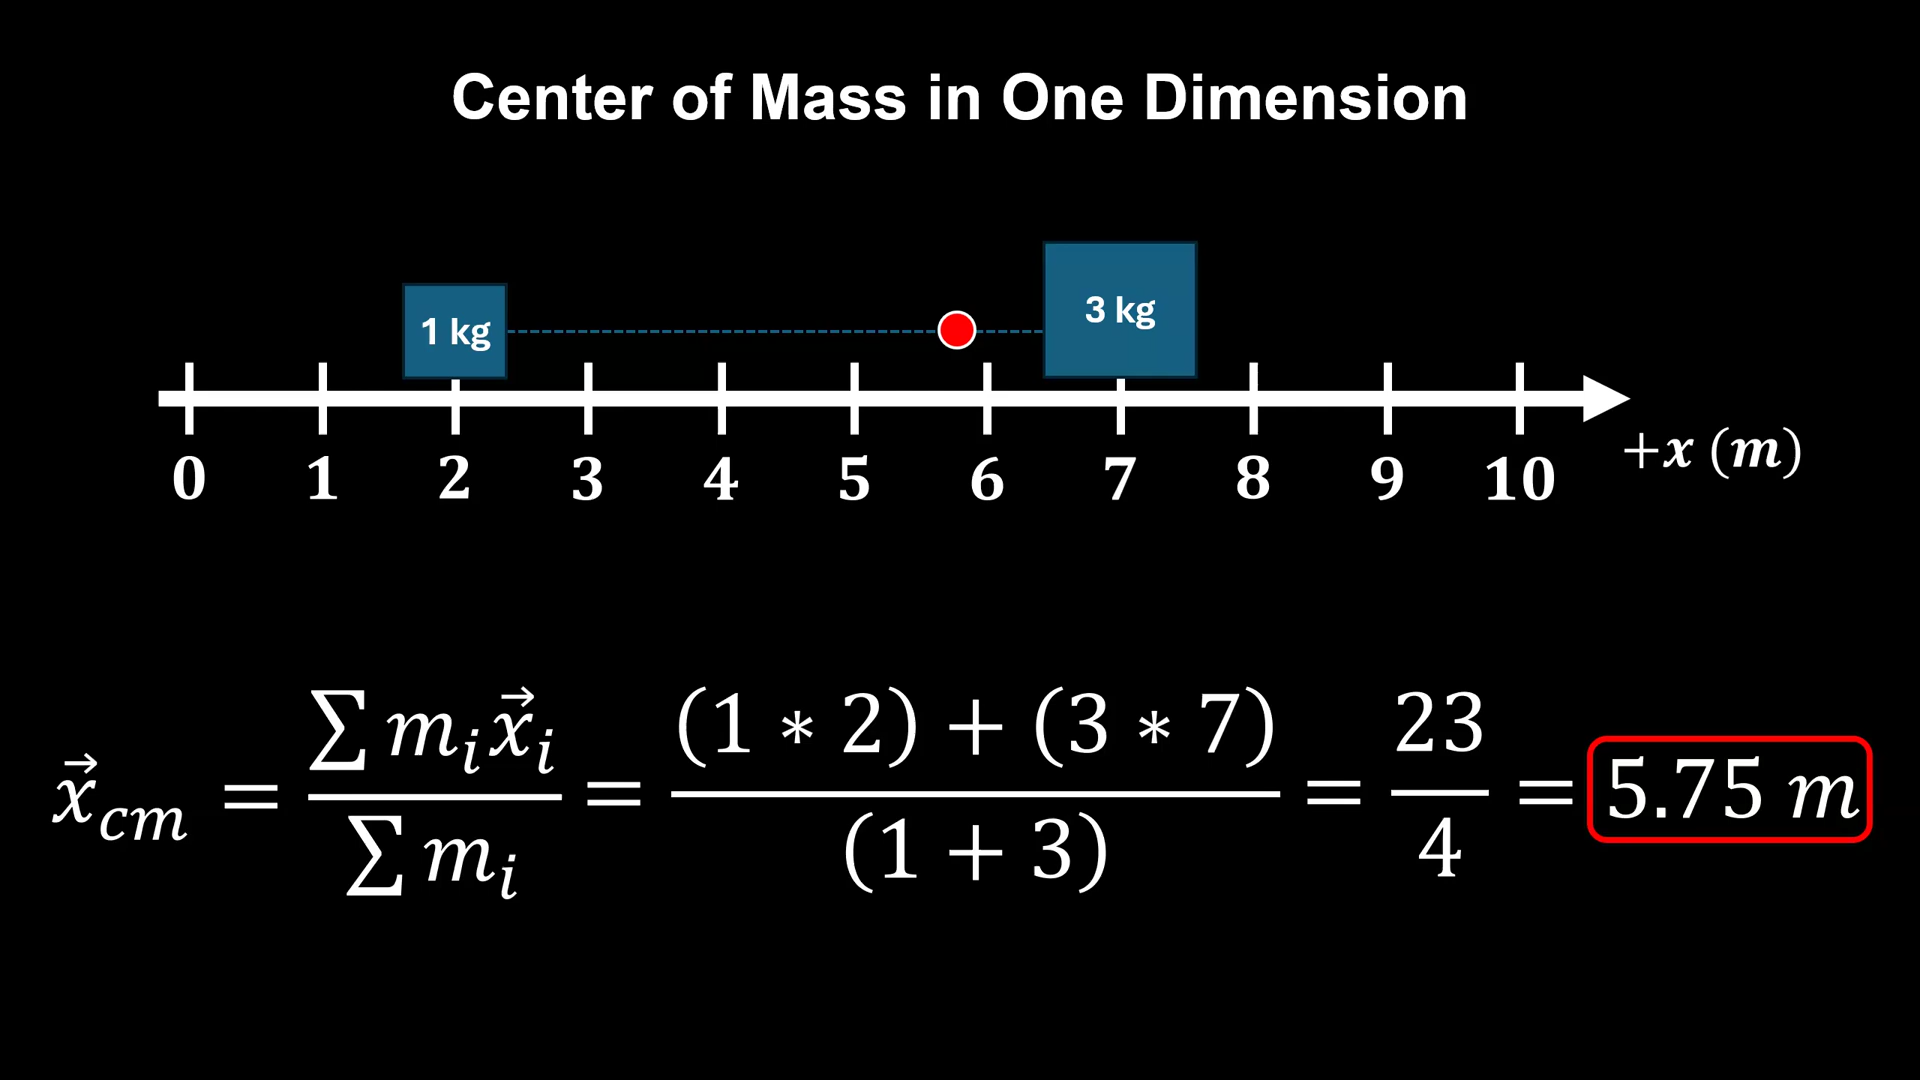 Center of Mass in One Dimension
1 kg
3 kg
0 1 2 3 4 5 6 7 8 9 10
+x (m)
x⃗_cm = ∑ m_i x⃗_i / ∑ m_i = (1 * 2) + (3 * 7) / (1 + 3) = 23 / 4 = 5.75 m